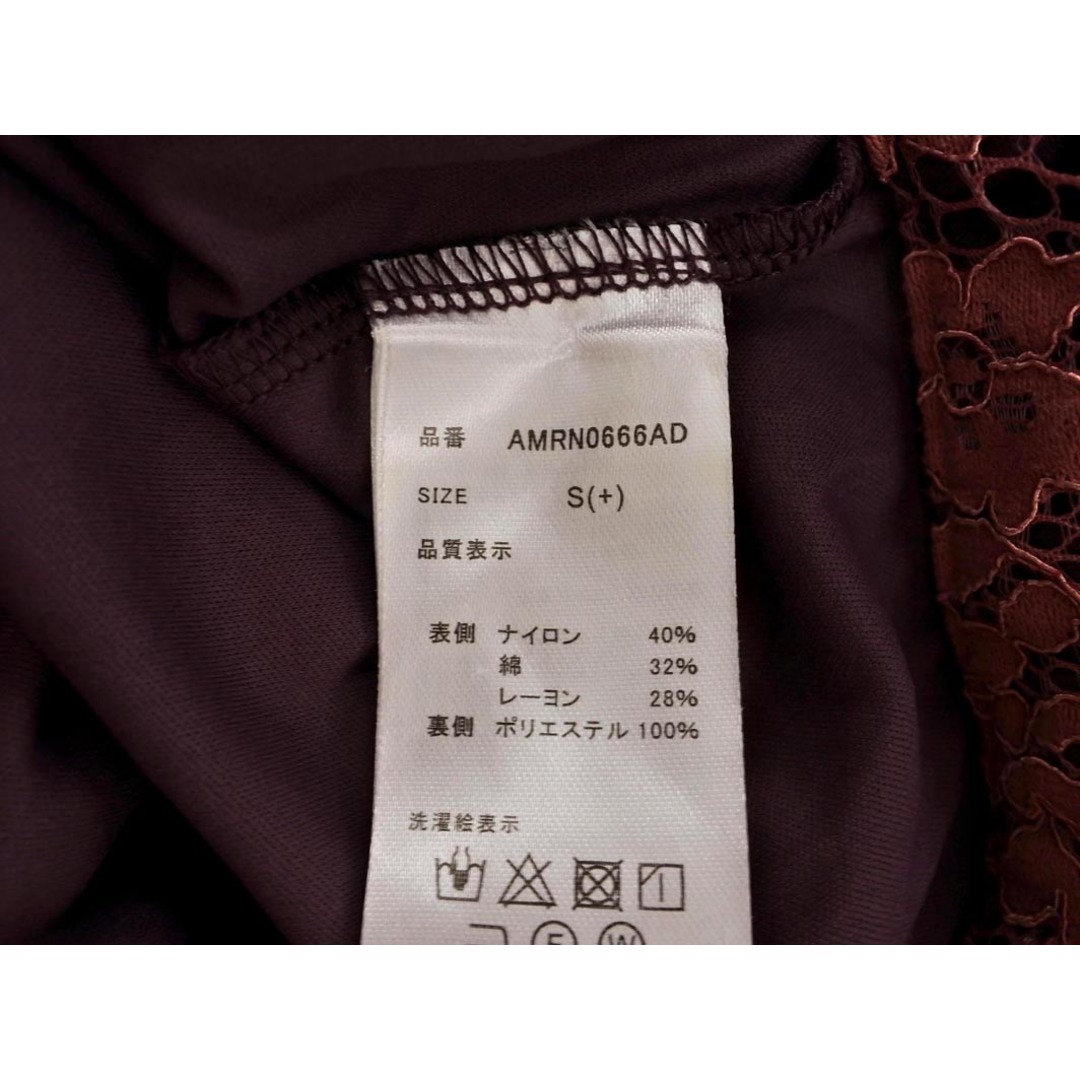 品番 AMRN0666AD
SIZE S(+)
品質表示
表側 ナイロン 40%
綿 32%
レーヨン 28%
裏側 ポリエステル 100%
洗濯絵表示
F W